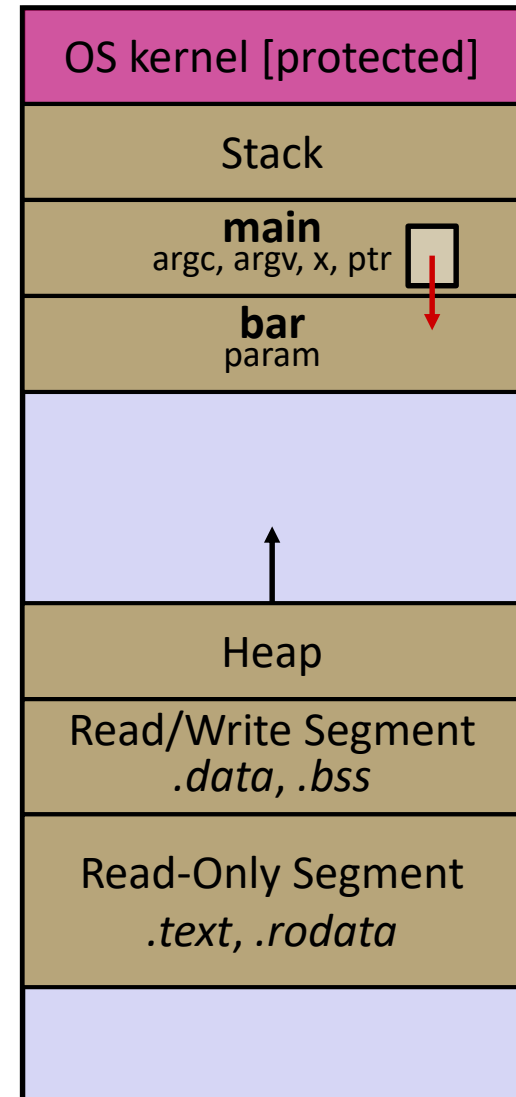 OS kernel [protected]
Stack
main
argc, argv, x, ptr
bar
param
Heap
Read/Write Segment
.data, .bss
Read-Only Segment
.text, .rodata